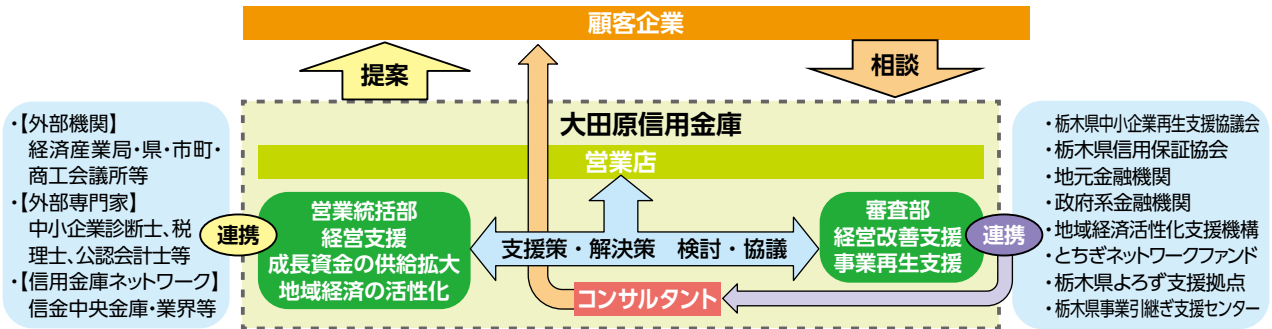 顧客企業
提案
相談
・【外部機関】
経済産業局・県・市町・
商工会議所等
・【外部専門家】
中小企業診断士、税
理士、公認会計士等
・【信用金庫ネットワーク】
信金中央金庫・業界等
連携
大田原信用金庫
営業店
営業統括部
経営支援
成長資金の供給拡大
地域経済の活性化
支援策・解決策 検討・協議
コンサルタント
審査部
経営改善支援
事業再生支援
連携
・栃木県中小企業再生支援協議会
・栃木県信用保証協会
・地元金融機関
・政府系金融機関
・地域経済活性化支援機構
・とちぎネットワークファンド
・栃木県よろず支援拠点
・栃木県事業引継ぎ支援センター